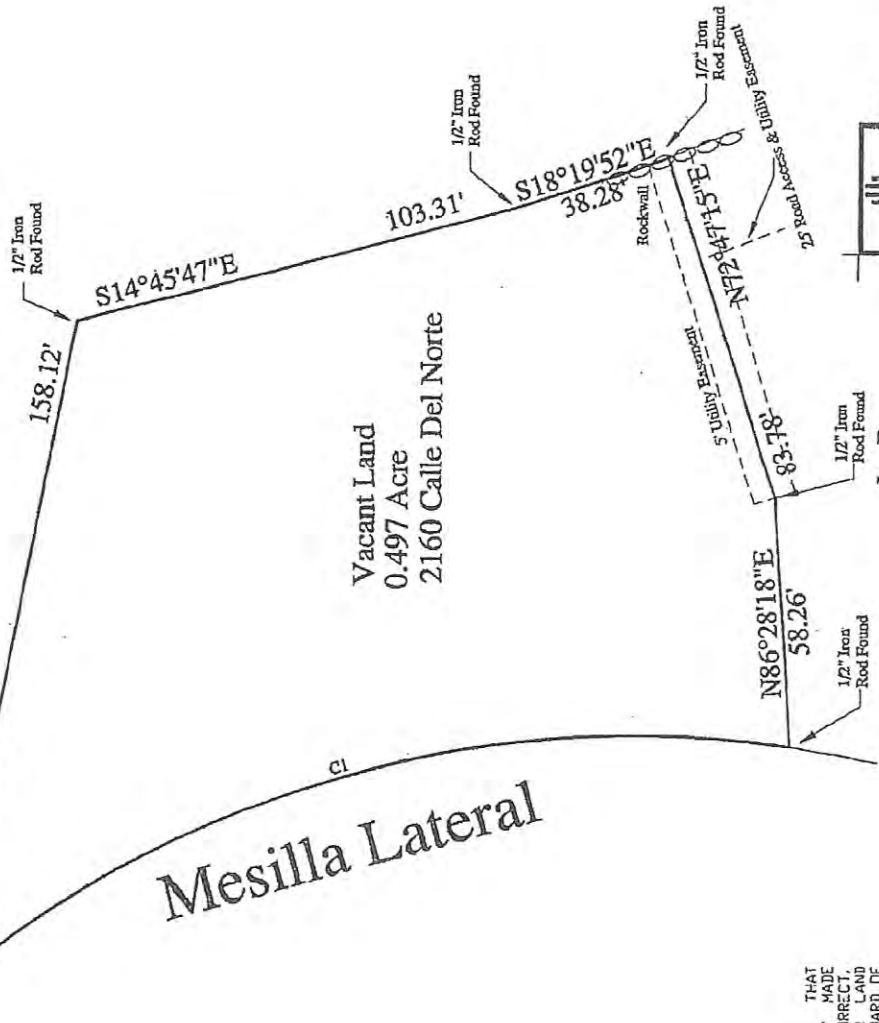 1/2" Iron
Rod Found
158.12'
S14°45'47"E
103.31'
1/2" Iron
Rod Found
S18°19'52"E
38.28'
1/2" Iron
Rod Found
Rockwall
N72°47'15"E
25' Road Access & Utility Easement
5' Utility Easement
83.78'
Vacant Land
0.497 Acre
2160 Calle Del Norte
1/2" Iron
Rod Found
N86°28'18"E
58.26'
1/2" Iron
Rod Found
C1
Mesilla Lateral
THAT
MADE
LAND